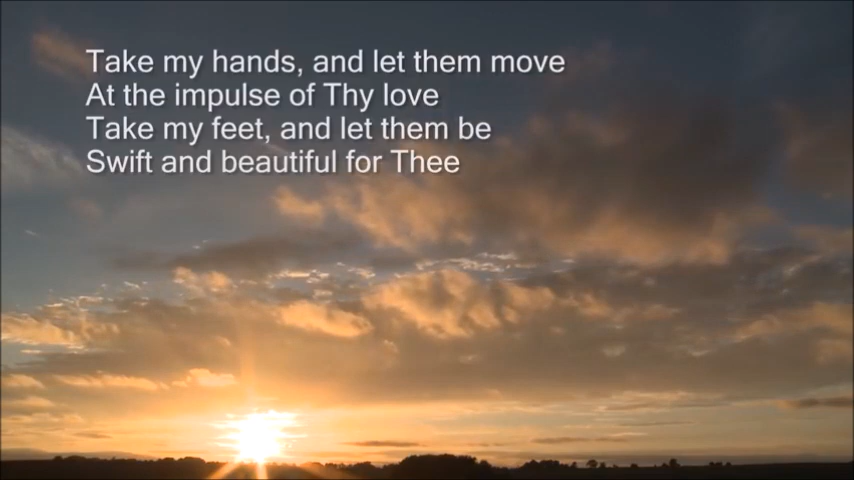 Take my hands, and let them move
At the impulse of Thy love
Take my feet, and let them be
Swift and beautiful for Thee